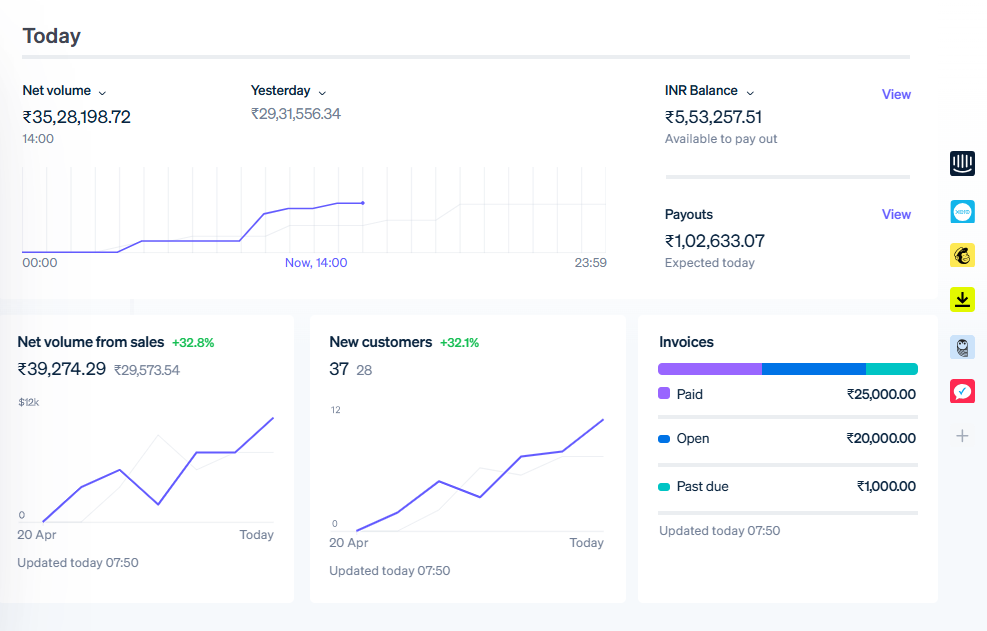 Today
Net volume
₹35,28,198.72
14:00
Yesterday
₹29,31,556.34
00:00
Now, 14:00
23:59
INR Balance
View
₹5,53,257.51
Available to pay out
Payouts
View
₹1,02,633.07
Expected today
Net volume from sales +32.8%
₹39,274.29 ₹29,573.54
$12k
0
20 Apr
Today
Updated today 07:50
New customers +32.1%
37 28
12
0
20 Apr
Today
Updated today 07:50
Invoices
Paid ₹25,000.00
Open ₹20,000.00
Past due ₹1,000.00
Updated today 07:50
xero